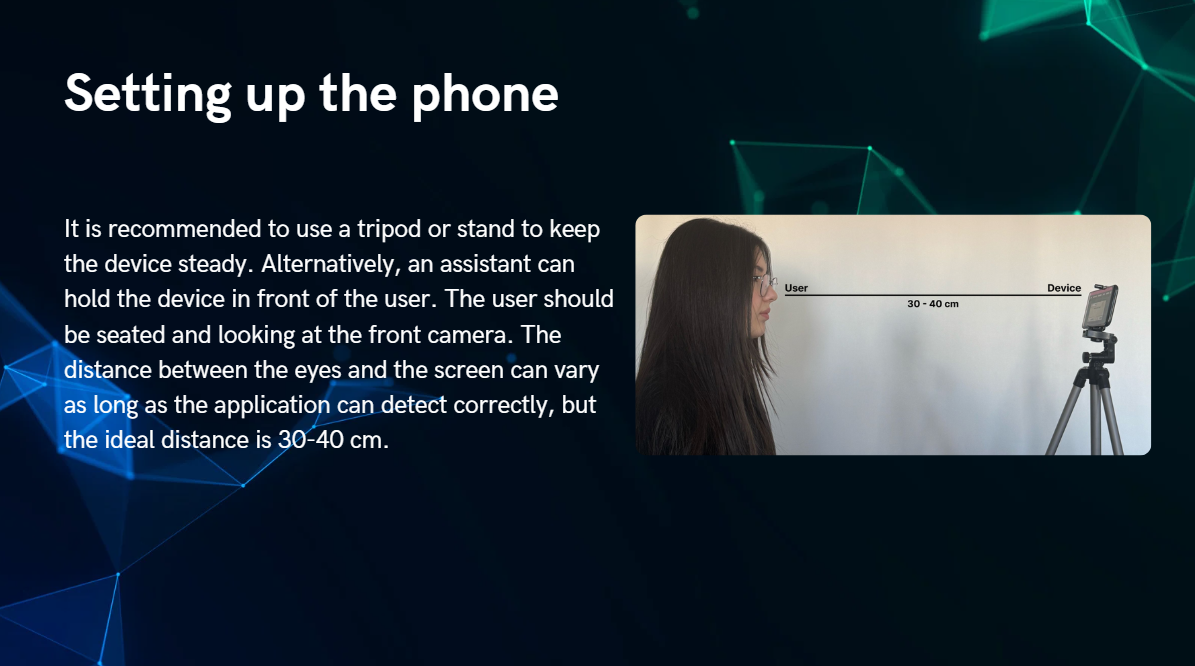 Setting up the phone
It is recommended to use a tripod or stand to keep
the device steady. Alternatively, an assistant can
hold the device in front of the user. The user should
be seated and looking at the front camera. The
distance between the eyes and the screen can vary
as long as the application can detect correctly, but
the ideal distance is 30-40 cm.
User
Device
30 - 40 cm